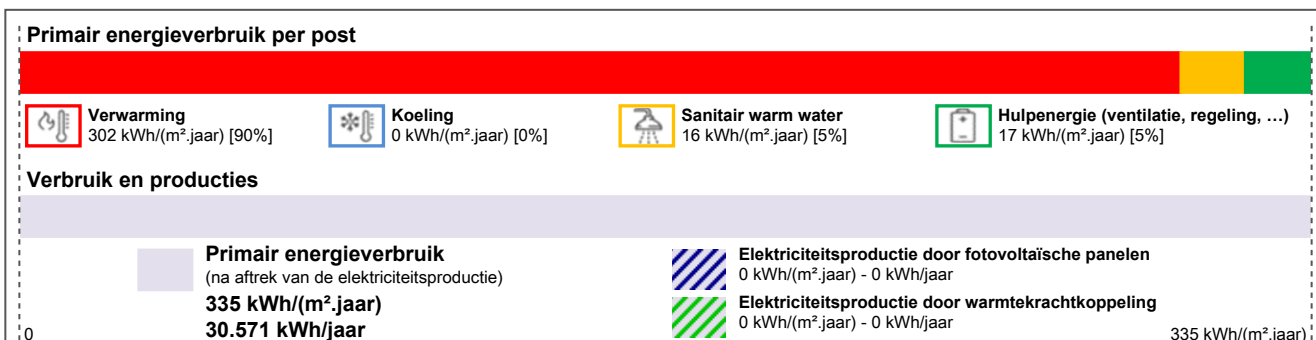 Primair energieverbruik per post
Verwarming
302 kWh/(m².jaar) [90%]
Koeling
0 kWh/(m².jaar) [0%]
Sanitair warm water
16 kWh/(m².jaar) [5%]
Hulpenergie (ventilatie, regeling, …)
17 kWh/(m².jaar) [5%]
Verbruik en producties
Primair energieverbruik
(na aftrek van de elektriciteitsproductie)
335 kWh/(m².jaar)
30.571 kWh/jaar
Elektriciteitsproductie door fotovoltaïsche panelen
0 kWh/(m².jaar) - 0 kWh/jaar
Elektriciteitsproductie door warmtekrachtkoppeling
0 kWh/(m².jaar) - 0 kWh/jaar
0
335 kWh/(m².jaar)